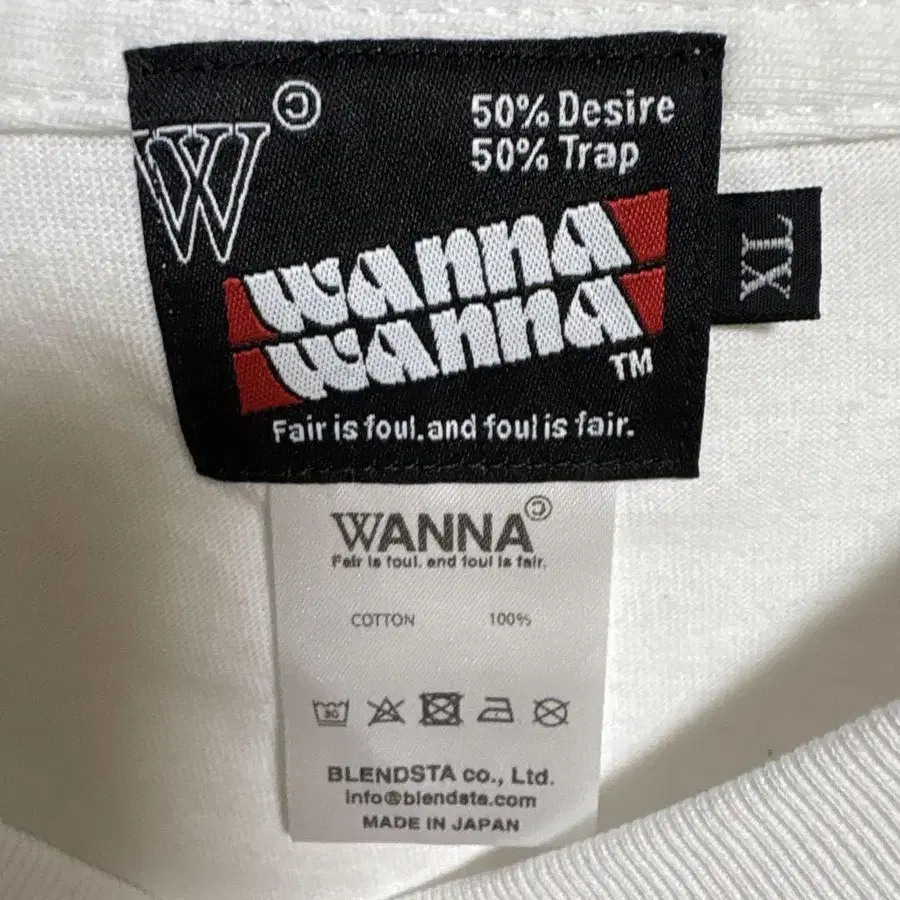 W©
50% Desire
50% Trap
WANNA
WANNA
TM
Fair is foul. and foul is fair.
XL
WANNA©
Fair is foul. and foul is fair.
COTTON 100%
30
BLENDSTA co., Ltd.
Info@blendsta.com
MADE IN JAPAN